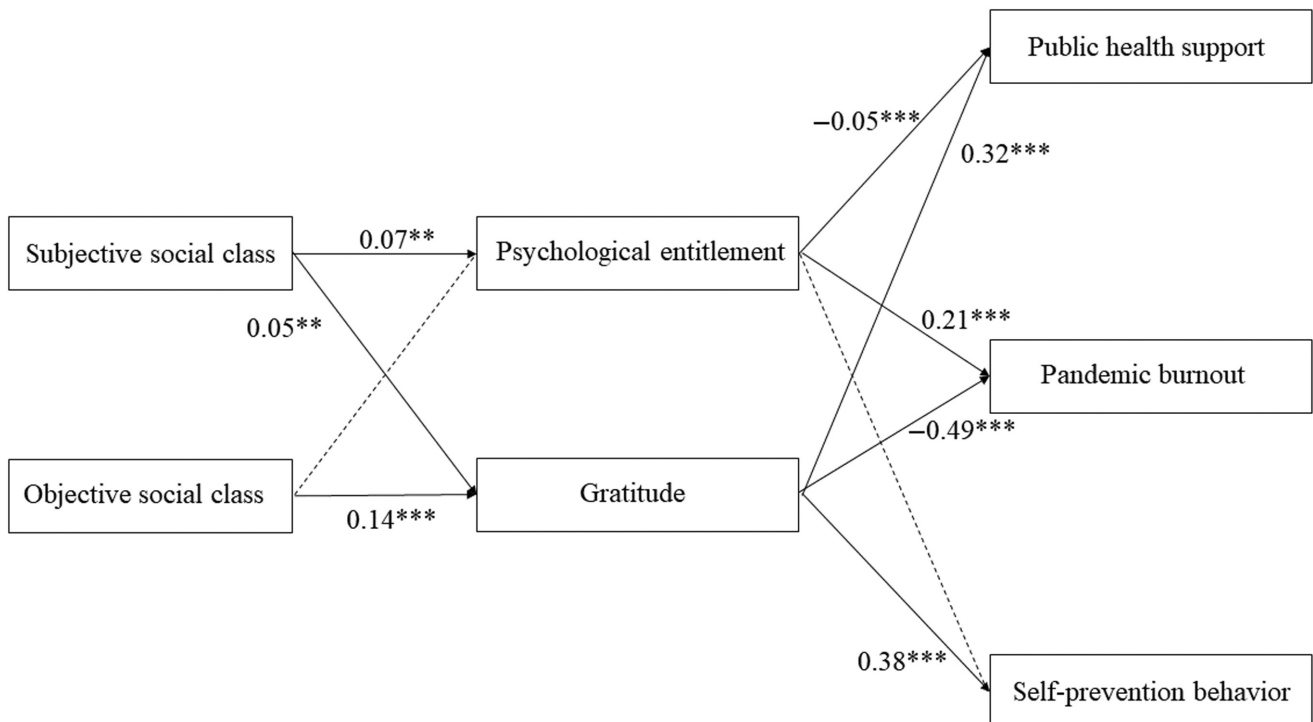 Public health support
−0.05***
0.32***
Subjective social class
0.07**
Psychological entitlement
0.05**
0.21***
Pandemic burnout
−0.49***
Objective social class
0.14***
Gratitude
0.38***
Self-prevention behavior